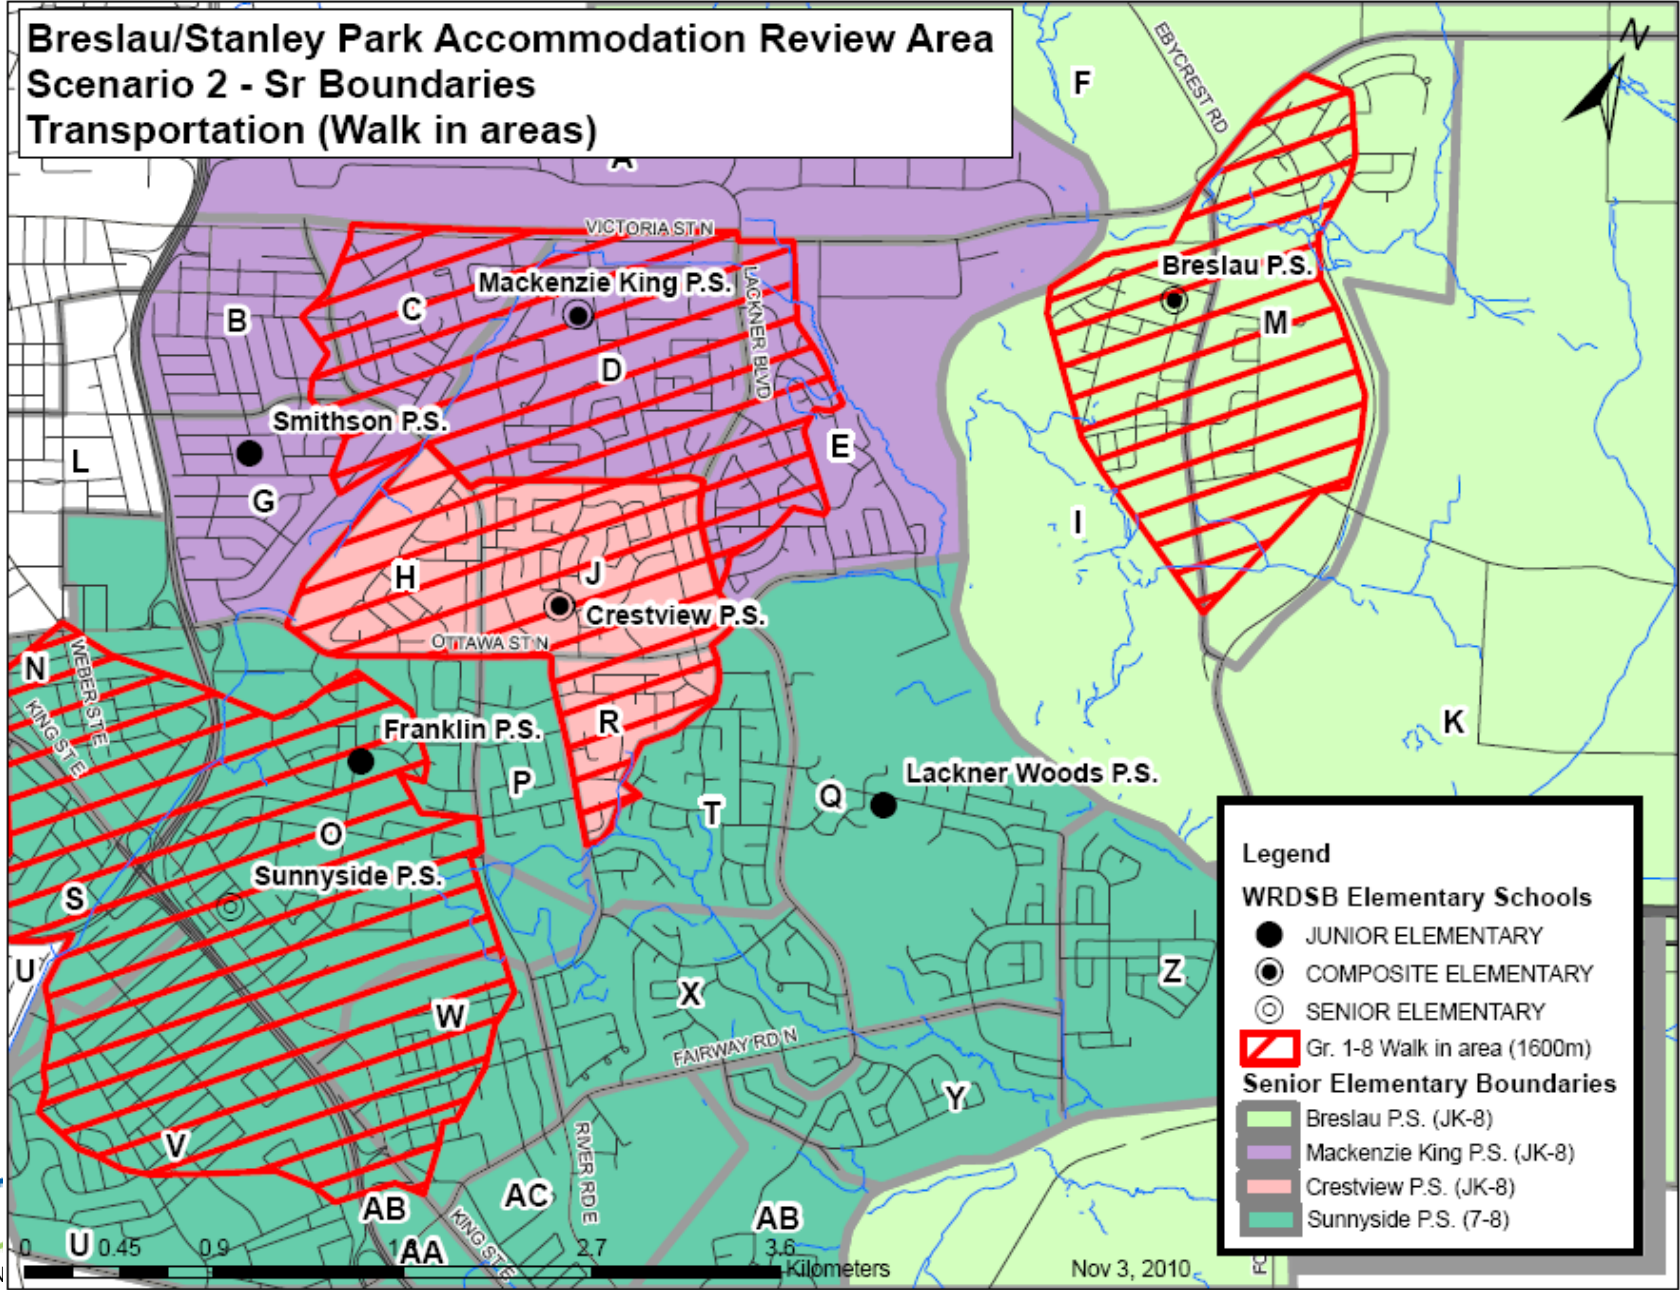 Breslau/Stanley Park Accommodation Review Area
Scenario 2 - Sr Boundaries
Transportation (Walk in areas)
N
F
EBYCREST RD
A
VICTORIA ST N
Mackenzie King P.S.
LACKNER BLVD
Breslau P.S.
B
C
M
D
Smithson P.S.
E
L
G
I
H
J
Crestview P.S.
OTTAWA ST N
N
WEBER ST E
KING ST E
R
Franklin P.S.
K
P
Q
Lackner Woods P.S.
T
O
Sunnyside P.S.
S
U
X
Z
W
FAIRWAY RD N
Y
V
RIVER RD E
AC
AB
AB
KING ST E
AA
U
0
0.45
0.9
2.7
3.6
Kilometers
Nov 3, 2010
Legend
WRDSB Elementary Schools
JUNIOR ELEMENTARY
COMPOSITE ELEMENTARY
SENIOR ELEMENTARY
Gr. 1-8 Walk in area (1600m)
Senior Elementary Boundaries
Breslau P.S. (JK-8)
Mackenzie King P.S. (JK-8)
Crestview P.S. (JK-8)
Sunnyside P.S. (7-8)